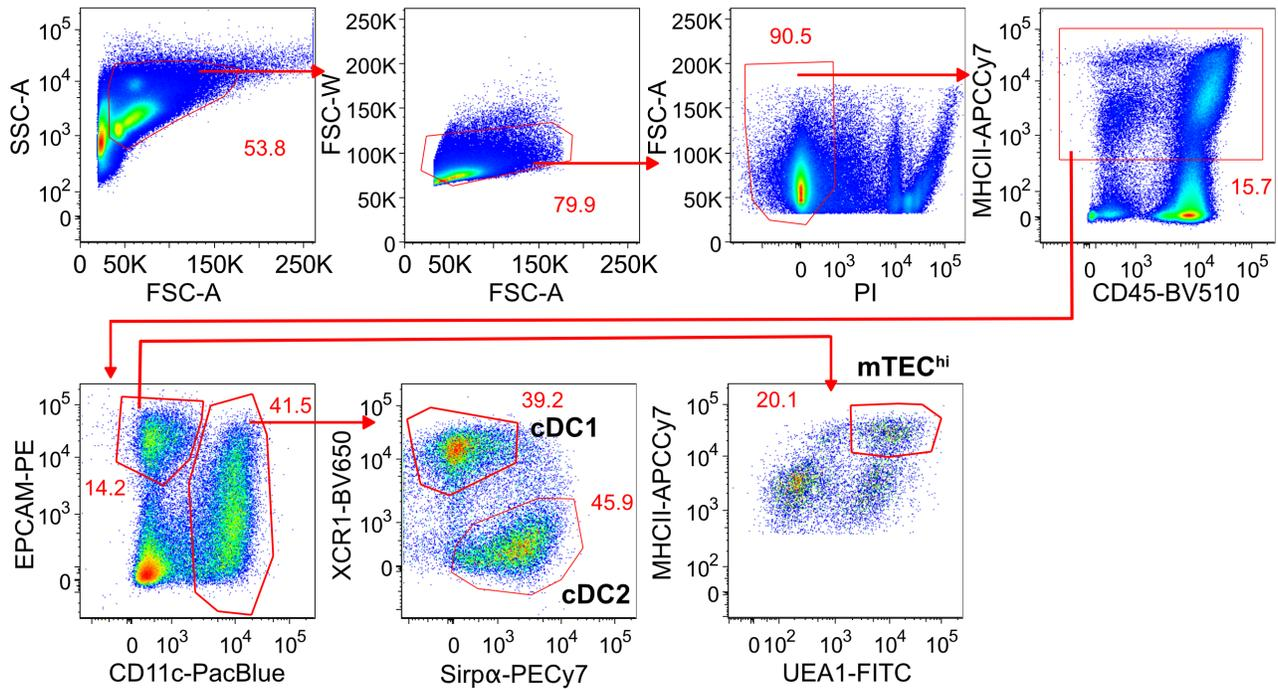 SSC-A
10⁵
10⁴
10³
10²
0
53.8
0 50K 150K 250K
FSC-A
FSC-W
250K
200K
150K
100K
50K
0
79.9
0 50K 150K 250K
FSC-A
FSC-A
250K
200K
150K
100K
50K
0
90.5
0 10³ 10⁴ 10⁵
PI
MHCII-APCCy7
10⁵
10⁴
10³
10²
0
15.7
0 10³ 10⁴ 10⁵
CD45-BV510
EPCAM-PE
10⁵
10⁴
10³
0
41.5
14.2
0 10³ 10⁴ 10⁵
CD11c-PacBlue
XCR1-BV650
10⁵
10⁴
10³
0
39.2
cDC1
45.9
cDC2
0 10³ 10⁴ 10⁵
Sirpα-PECy7
mTECʰⁱ
MHCII-APCCy7
10⁵
10⁴
10³
10²
0
20.1
0 10² 10³ 10⁴ 10⁵
UEA1-FITC